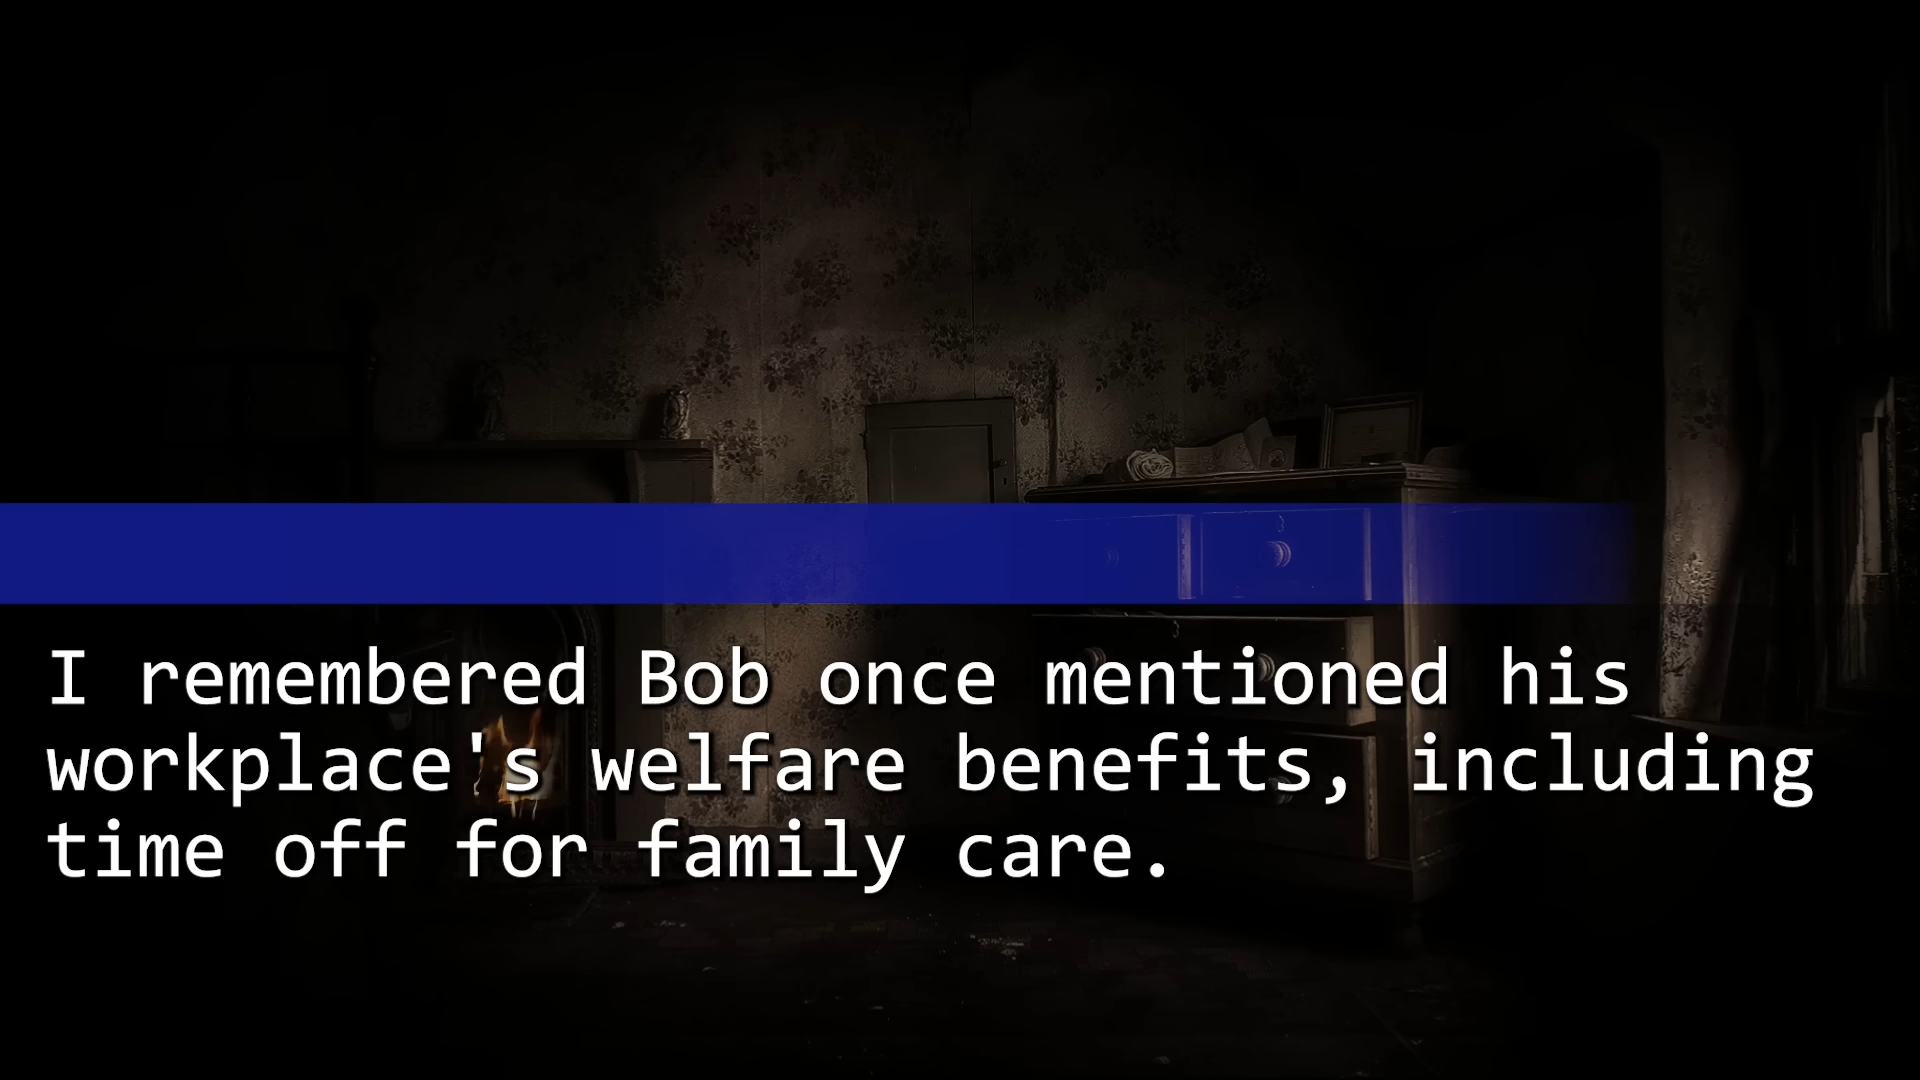 I remembered Bob once mentioned his
workplace's welfare benefits, including
time off for family care.